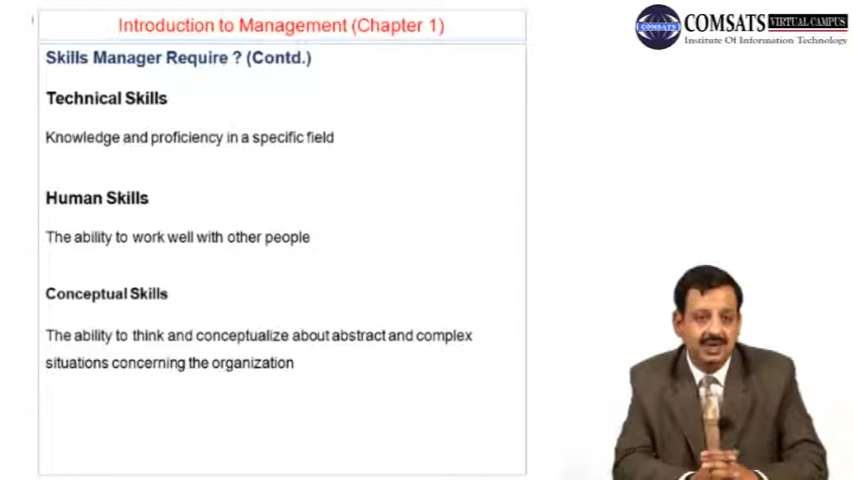 Introduction to Management (Chapter 1)
COMSATS VIRTUAL CAMPUS
Institute Of Information Technology
COMSATS
Skills Manager Require ? (Contd.)
Technical Skills
Knowledge and proficiency in a specific field
Human Skills
The ability to work well with other people
Conceptual Skills
The ability to think and conceptualize about abstract and complex
situations concerning the organization